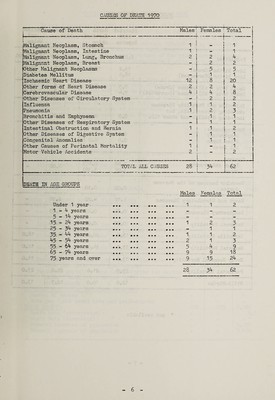 CAUSES OF DEATH 1970
Cause of Death Males Females Total
Malignant Neoplasm, Stomach 1 - 1
Malignant Neoplasm, Intestine 1 - 1
Malignant Neoplasm, Lung, Bronchus 2 2 4
Malignant Neoplasm, Breast - 2 2
Other Malignant Neoplasms
Diabetes Mellitus - 1 1
Ischaemic Heart Disease 12 8 20
Other forms of Heart Disease 2 2 4
Cerebrovascular Disease 4 4 8
Other Diseases of Circulatory System - 2 2
Influenza 1 1 2
Pneumonia 1 2 3
Bronchitis and Emphysema - 1 1
Other Diseases of Respiratory System - 1 1
Intestinal Obstruction and Hernia 1 1 2
Other Diseases of Digestive System - 1 1
Congenital Anomalies - 1 1
Other Causes of Perinatal Mortality 1 - 1
Motor Vehicle Accidents 2 -
TOTAL ALL CAUSES 28 34 62
DEATH IN AGE GROUPS
Males Females Total
Under 1 year ... ... ... ... 1 1 2
1 - 4 years ... ... ... ... - - -
5 - 14 years ... ... ... ... - - -
15 - 24 years ... ... ... ... 1 2 3
25 - 34 years ... ... ... ... - 1 1
35 - 44 years ... ... ... ... 1 1 2
45 - 54 years ... ... ... ... 2 1 3
55 - 64 years ... ... ... ... 5 4 9
65 - 74 years ... ... ... ... 9 9 18
75 years and over ... ... ... ... 9 15 24
28 34 62
- 6 -